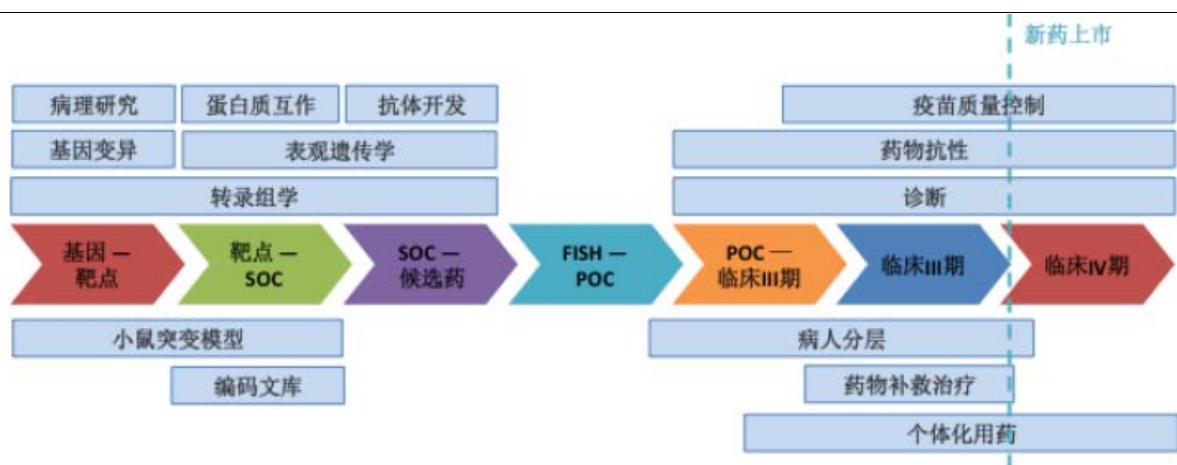 新药上市
病理研究 蛋白质互作 抗体开发 疫苗质量控制
基因变异 表观遗传学 药物抗性
转录组学 诊断
基因 —
靶点
靶点 —
SOC
SOC —
候选药
FISH —
POC
POC —
临床III期
临床III期
临床IV期
小鼠突变模型 病人分层
编码文库 药物补救治疗
个体化用药